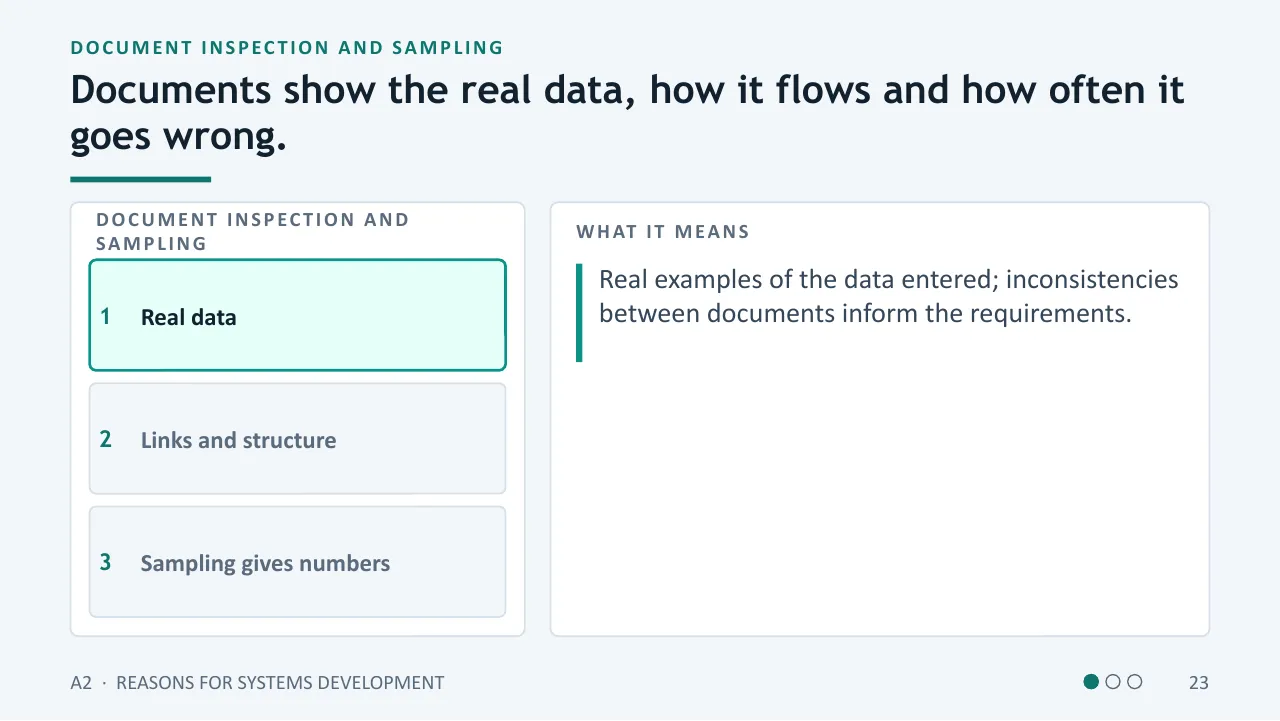 DOCUMENT INSPECTION AND SAMPLING
Documents show the real data, how it flows and how often it
goes wrong.
DOCUMENT INSPECTION AND
SAMPLING
1 Real data
2 Links and structure
3 Sampling gives numbers
WHAT IT MEANS
Real examples of the data entered; inconsistencies
between documents inform the requirements.
A2 · REASONS FOR SYSTEMS DEVELOPMENT
23